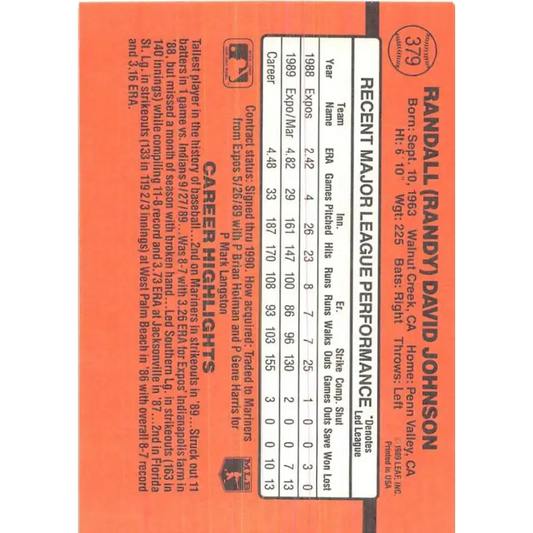 379
RANDALL (RANDY) DAVID JOHNSON
Born: Sept. 10, 1963 Walnut Creek, CA Home: Penn Valley, CA
Ht: 6' 10" Wgt: 225 Bats: Right Throws: Left
©1989 LEAF, INC.
Printed in USA
RECENT MAJOR LEAGUE PERFORMANCE
*Denotes
Led League
Team Inn. Er. Strike Comp. Shut
Year Name ERA Games Pitched Hits Runs Runs Walks Outs Games Outs Save Won Lost
1988 Expos 2.42 4 26 23 8 7 7 25 1 0 0 3 0
1989 Expo/Mar 4.82 29 161 147 100 86 96 130 2 0 0 7 13
Career 4.48 33 187 170 108 93 103 155 3 0 0 10 13
Contract status: Signed thru 1990. How acquired: Traded to Mariners
from Expos 5/26/89 with P Brian Holman and P Gene Harris for
P Mark Langston
MLB
CAREER HIGHLIGHTS
Tallest player in the history of baseball...2nd on Mariners in strikeouts in '89...Struck out 11
batters in 1 game vs. Indians 9/27/89...Was 8-7 with 3.26 ERA for Expos' Indianapolis farm in
'88, but missed a month of season with broken hand...Led Southern Lg. in strikeouts (163 in
140 innings) while compiling 11-8 record and 3.73 ERA at Jacksonville in '87...2nd in Florida
St. Lg. in strikeouts (133 in 119 2/3 innings) at West Palm Beach in '86 with overall 8-7 record
and 3.16 ERA.